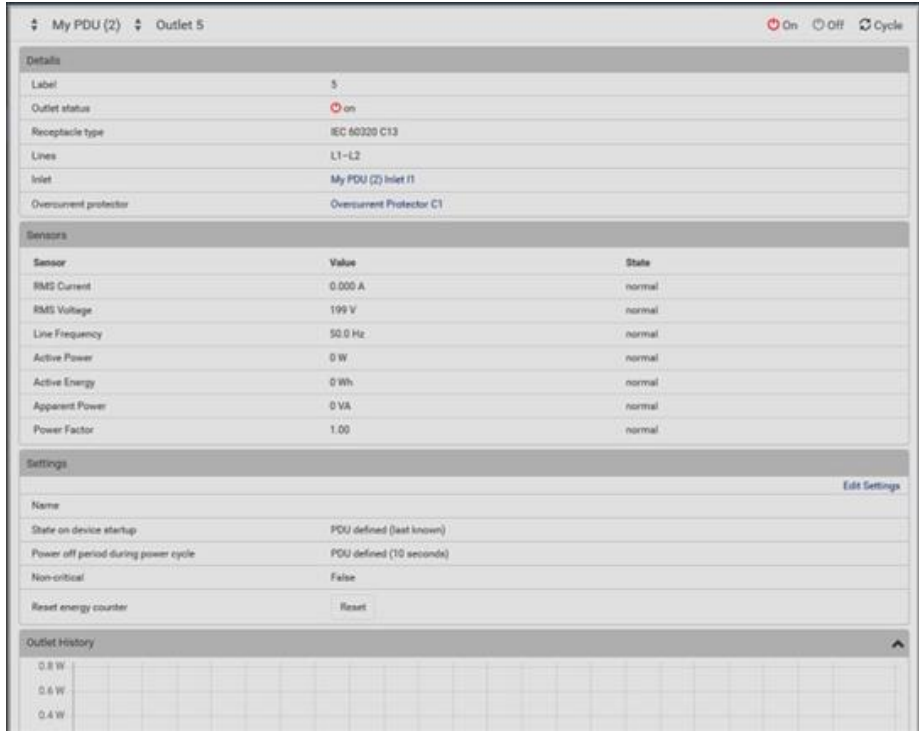 My PDU (2) Outlet 5 On Off Cycle
Details
Label 5
Outlet status on
Receptacle type IEC 60320 C13
Lines L1–L2
Inlet My PDU (2) Inlet I1
Overcurrent protector Overcurrent Protector C1
Sensors
Sensor Value State
RMS Current 0.000 A normal
RMS Voltage 199 V normal
Line Frequency 50.0 Hz normal
Active Power 0 W normal
Active Energy 0 Wh normal
Apparent Power 0 VA normal
Power Factor 1.00 normal
Settings
Edit Settings
Name
State on device startup PDU defined (last known)
Power off period during power cycle PDU defined (10 seconds)
Non-critical False
Reset energy counter Reset
Outlet History
0.8 W
0.6 W
0.4 W